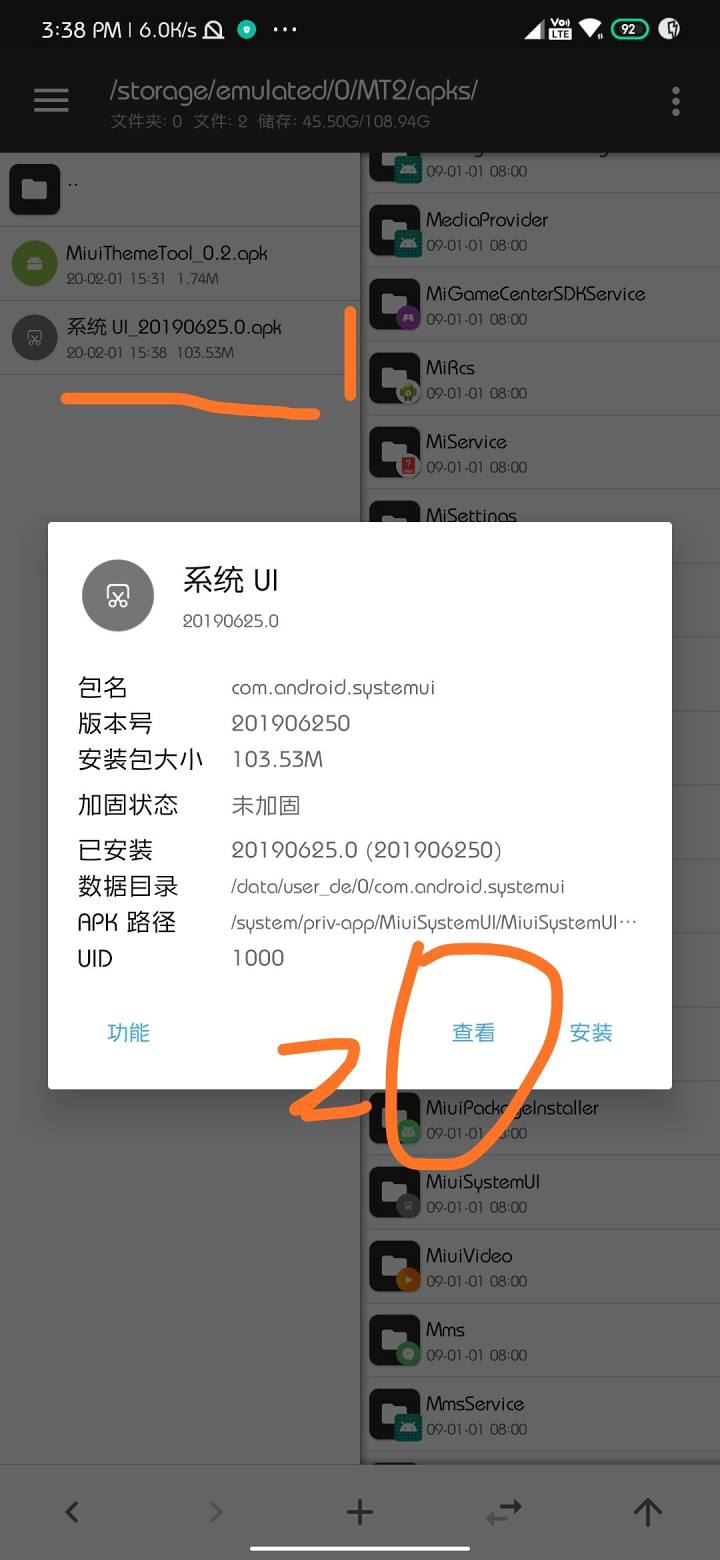 3:38 PM | 6.0K/s ...
Vo) LTE
92
/storage/emulated/0/MT2/apks/
文件夹: 0 文件: 2 储存: 45.50G/108.94G
..
MiuiThemeTool_0.2.apk
20-02-01 15:31 1.74M
系统 UI_20190625.0.apk
20-02-01 15:38 103.53M
09-01-01 08:00
MediaProvider
09-01-01 08:00
MiGameCenterSDKService
09-01-01 08:00
MiRcs
09-01-01 08:00
MiService
09-01-01 08:00
MiSettings
系统 UI
20190625.0
包名 com.android.systemui
版本号 201906250
安装包大小 103.53M
加固状态 未加固
已安装 20190625.0 (201906250)
数据目录 /data/user_de/0/com.android.systemui
APK 路径 /system/priv-app/MiuiSystemUI/MiuiSystemUI…
UID 1000
功能 查看 安装
2
MiuiPackageInstaller
09-01-01 08:00
MiuiSystemUI
09-01-01 08:00
MiuiVideo
09-01-01 08:00
Mms
09-01-01 08:00
MmsService
09-01-01 08:00